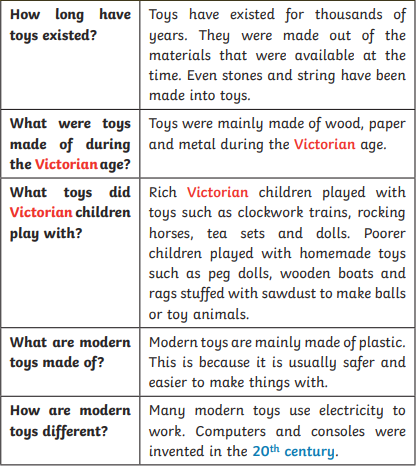 How long have
toys existed?
Toys have existed for thousands of
years. They were made out of the
materials that were available at the
time. Even stones and string have been
made into toys.
What were toys
made of during
the Victorian age?
Toys were mainly made of wood, paper
and metal during the Victorian age.
What toys did
Victorian children
play with?
Rich Victorian children played with
toys such as clockwork trains, rocking
horses, tea sets and dolls. Poorer
children played with homemade toys
such as peg dolls, wooden boats and
rags stuffed with sawdust to make balls
or toy animals.
What are modern
toys made of?
Modern toys are mainly made of plastic.
This is because it is usually safer and
easier to make things with.
How are modern
toys different?
Many modern toys use electricity to
work. Computers and consoles were
invented in the 20th century.